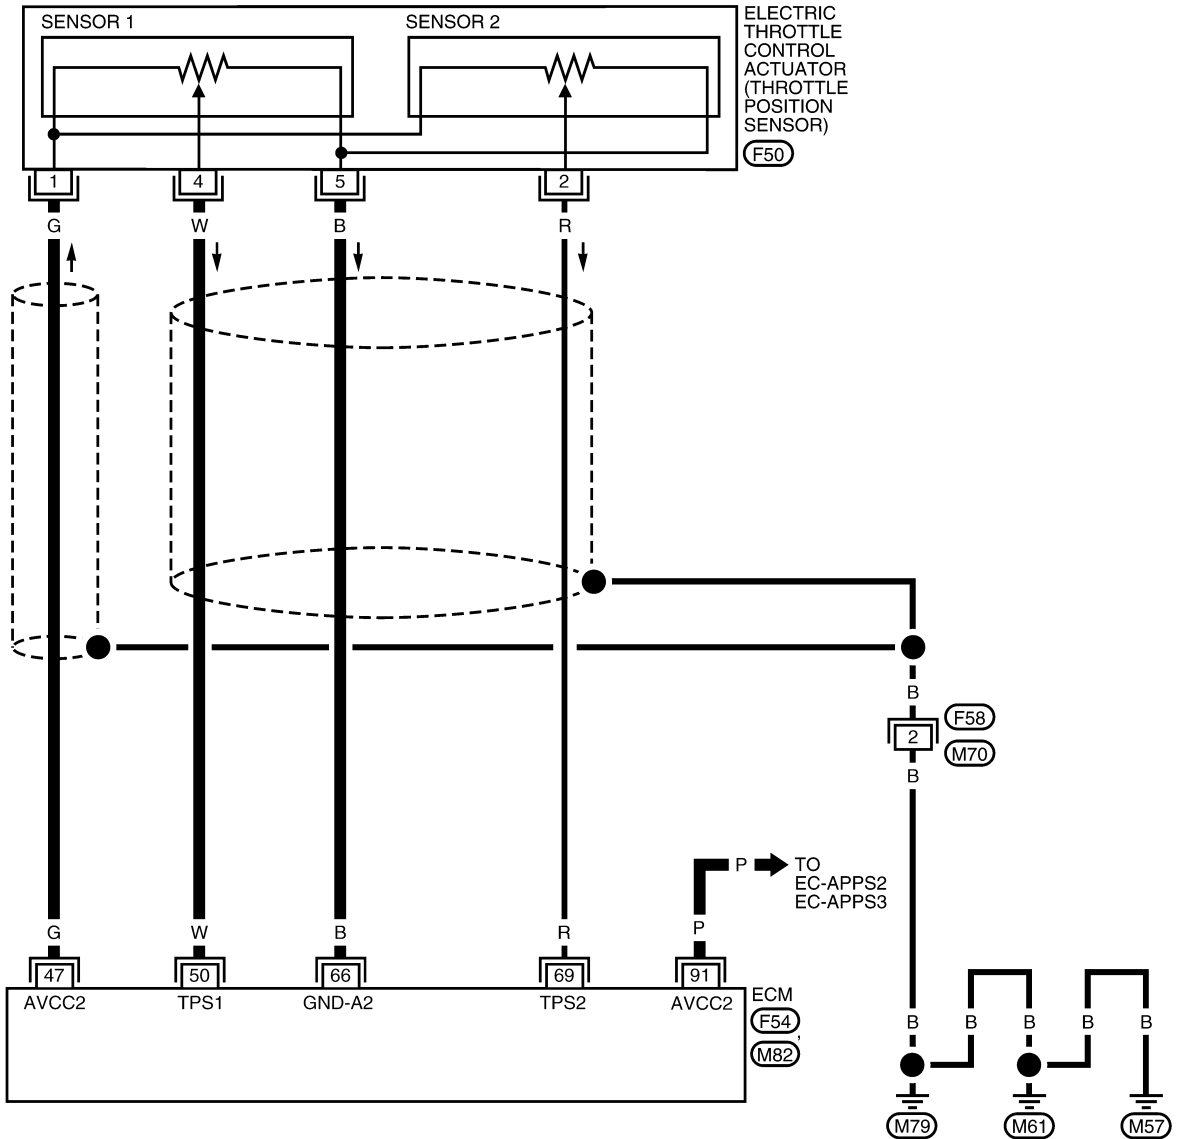 SENSOR 1
SENSOR 2
ELECTRIC
THROTTLE
CONTROL
ACTUATOR
(THROTTLE
POSITION
SENSOR)
F50
1 4 5 2
G W B R
B
F58
2
M70
B
P TO
EC-APPS2
EC-APPS3
P
G W B R
47 50 66 69 91
AVCC2 TPS1 GND-A2 TPS2 AVCC2
ECM
F54,
M82
B B B B B
M79 M61 M57